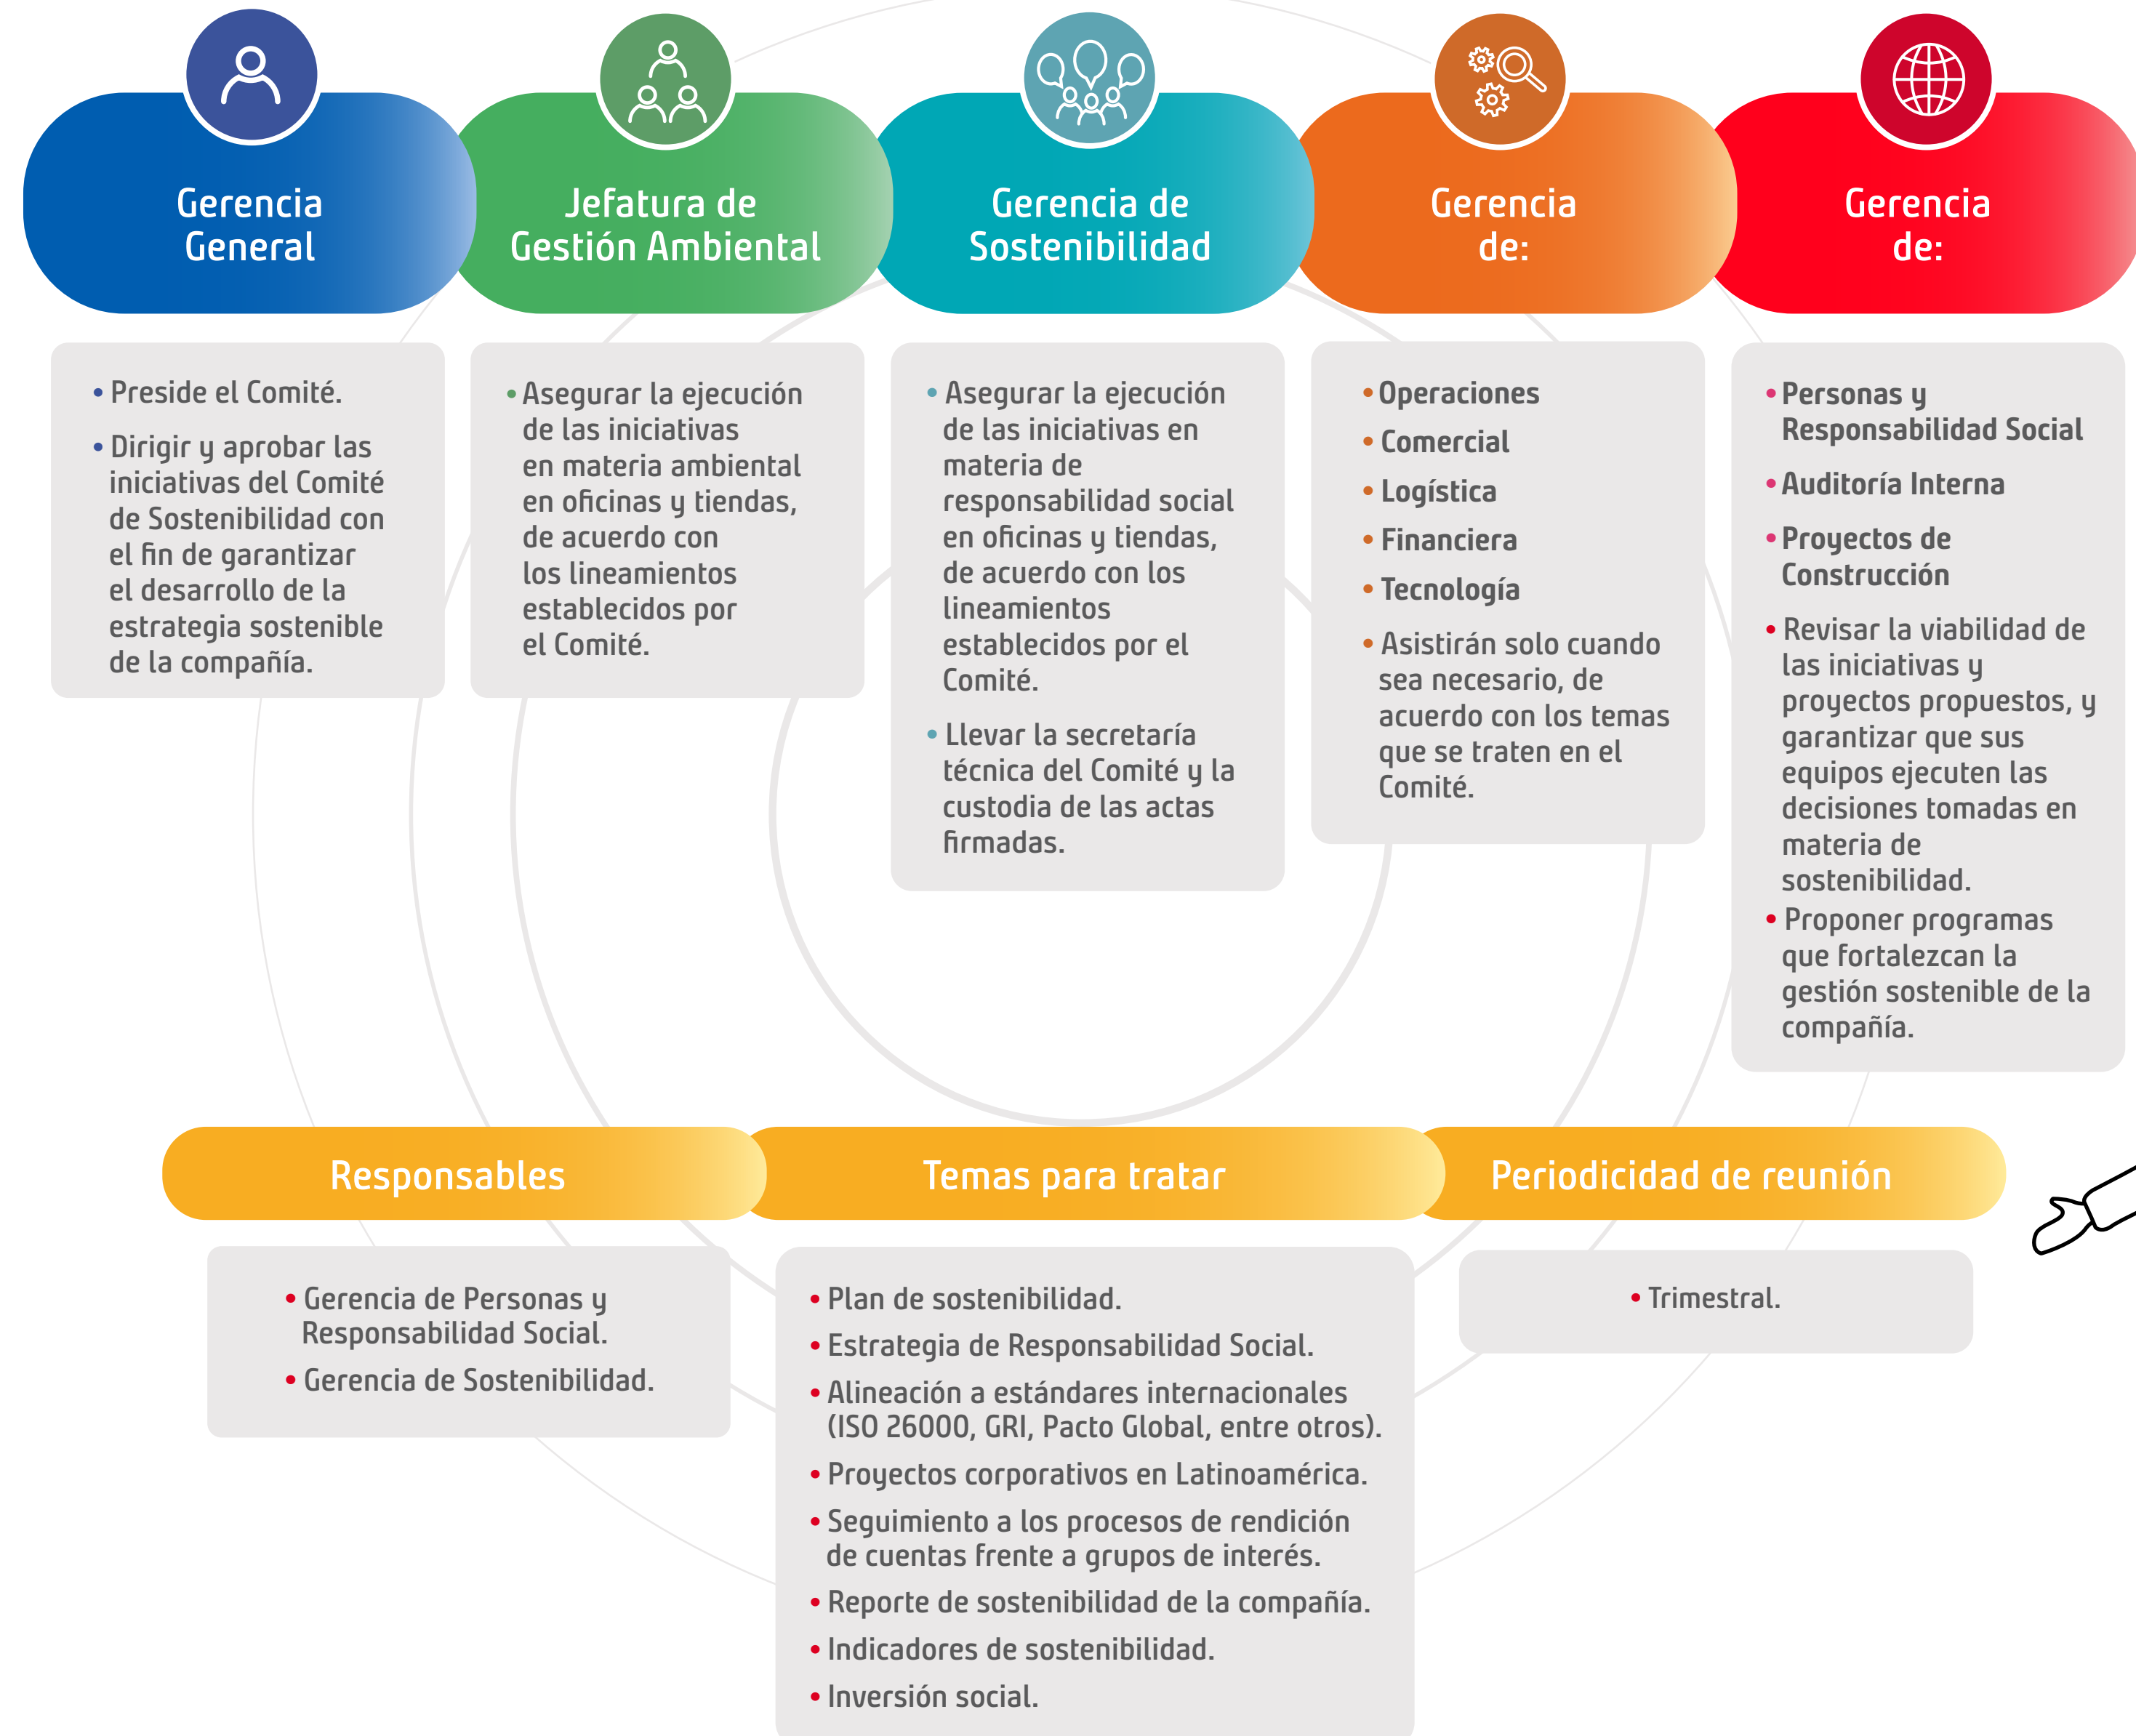 Gerencia
General
• Preside el Comité.
• Dirigir y aprobar las
iniciativas del Comité
de Sostenibilidad con
el fin de garantizar
el desarrollo de la
estrategia sostenible
de la compañía.
Jefatura de
Gestión Ambiental
• Asegurar la ejecución
de las iniciativas
en materia ambiental
en oficinas y tiendas,
de acuerdo con
los lineamientos
establecidos por
el Comité.
Gerencia de
Sostenibilidad
• Asegurar la ejecución
de las iniciativas en
materia de
responsabilidad social
en oficinas y tiendas,
de acuerdo con los
lineamientos
establecidos por el
Comité.
• Llevar la secretaría
técnica del Comité y la
custodia de las actas
firmadas.
Gerencia
de:
• Operaciones
• Comercial
• Logística
• Financiera
• Tecnología
• Asistirán solo cuando
sea necesario, de
acuerdo con los temas
que se traten en el
Comité.
Gerencia
de:
• Personas y
Responsabilidad Social
• Auditoría Interna
• Proyectos de
Construcción
• Revisar la viabilidad de
las iniciativas y
proyectos propuestos, y
garantizar que sus
equipos ejecuten las
decisiones tomadas en
materia de
sostenibilidad.
• Proponer programas
que fortalezcan la
gestión sostenible de la
compañía.
Responsables
• Gerencia de Personas y
Responsabilidad Social.
• Gerencia de Sostenibilidad.
Temas para tratar
• Plan de sostenibilidad.
• Estrategia de Responsabilidad Social.
• Alineación a estándares internacionales
(ISO 26000, GRI, Pacto Global, entre otros).
• Proyectos corporativos en Latinoamérica.
• Seguimiento a los procesos de rendición
de cuentas frente a grupos de interés.
• Reporte de sostenibilidad de la compañía.
• Indicadores de sostenibilidad.
• Inversión social.
Periodicidad de reunión
• Trimestral.